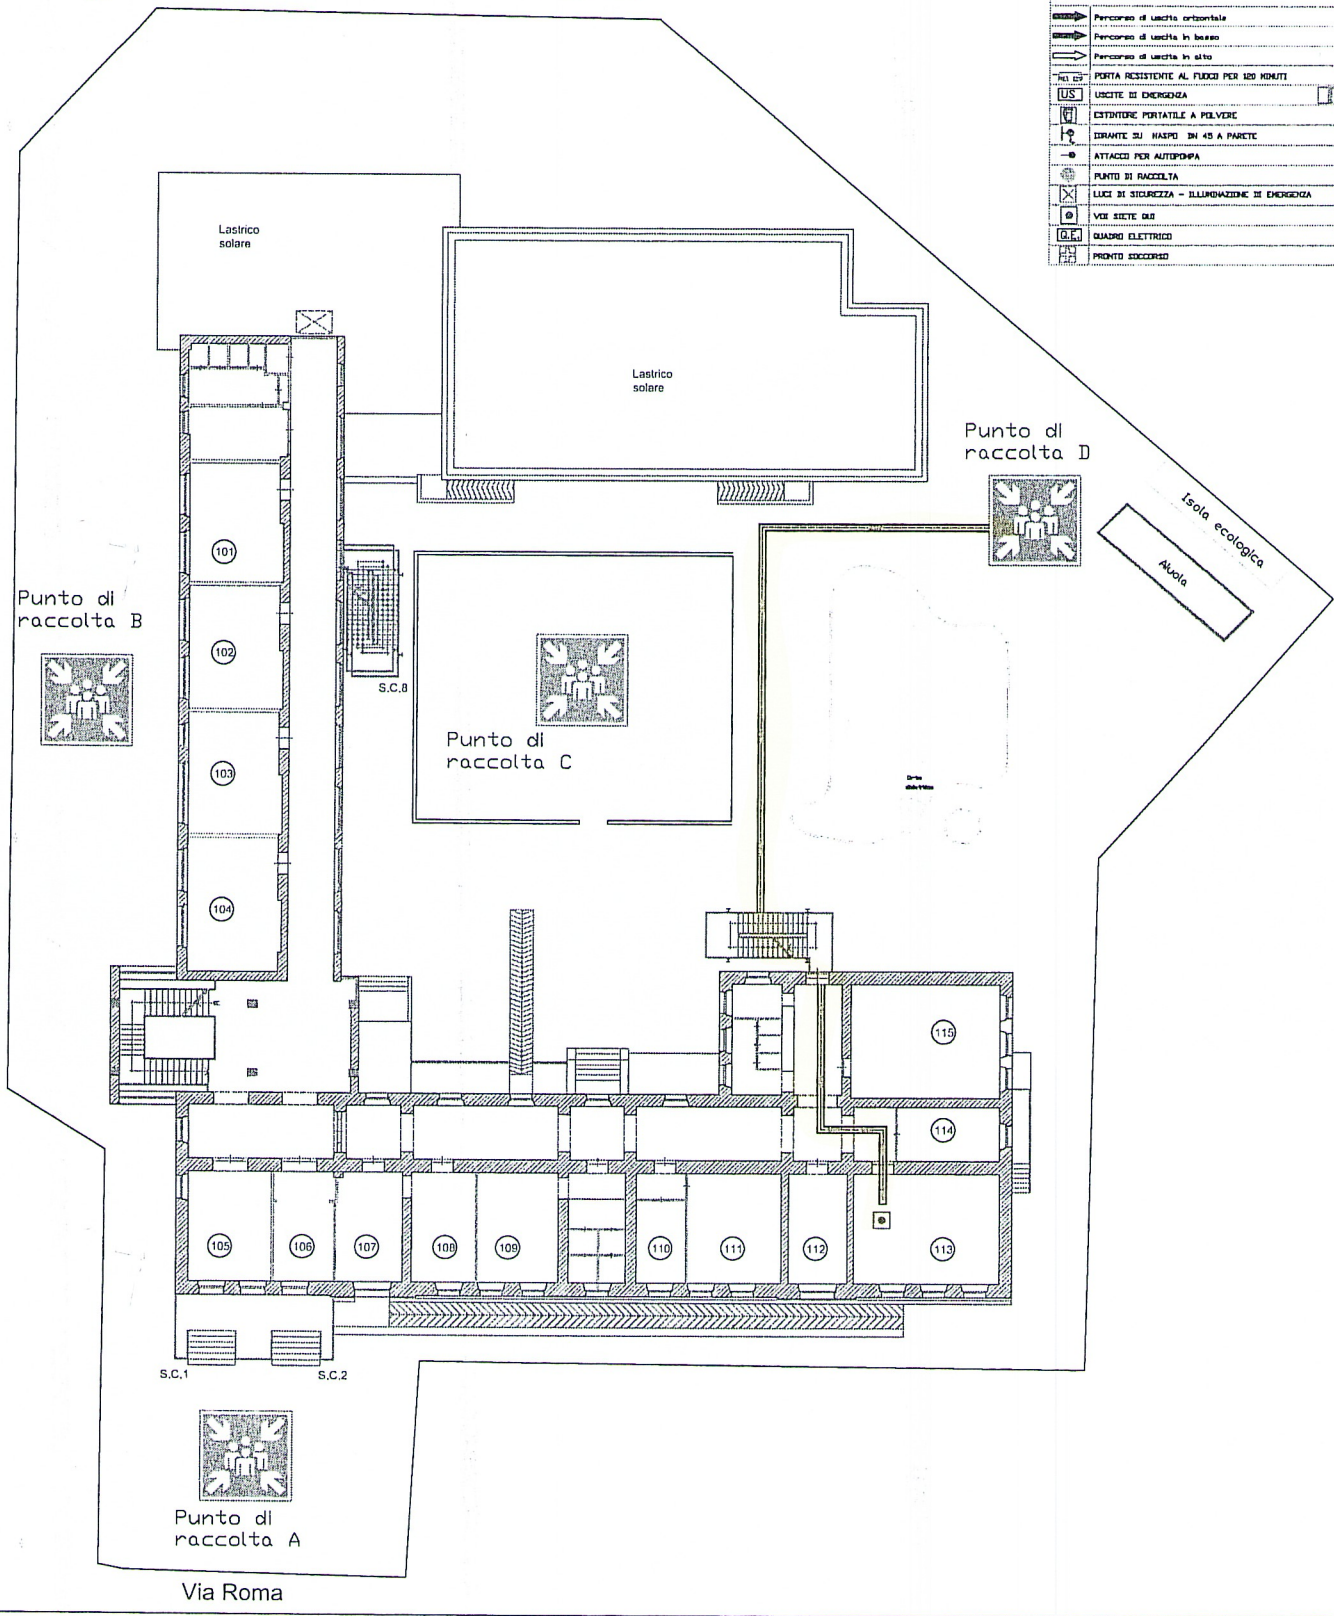 Percorso di uscita orizzontale
Percorso di uscita in basso
Percorso di uscita in alto
PORTA RESISTENTE AL FUOCO PER 120 MINUTI
US USCITE DI EMERGENZA
ESTINTORE PORTATILE A POLVERE
IDRANTE SU NASPO DN 45 A PARETE
ATTACCO PER AUTOPOMPA
PUNTO DI RACCOLTA
LUCI DI SICUREZZA - ILLUMINAZIONE DI EMERGENZA
VOI SIETE QUI
Q.E. QUADRO ELETTRICO
PRONTO SOCCORSO
Lastrico
solare
Lastrico
solare
Punto di
raccolta D
Isola ecologica
Aiuola
101
Punto di
raccolta B
102
S.C.8
Punto di
raccolta C
103
104
115
114
105
106
107
108
109
110
111
112
113
S.C.1
S.C.2
Punto di
raccolta A
Via Roma